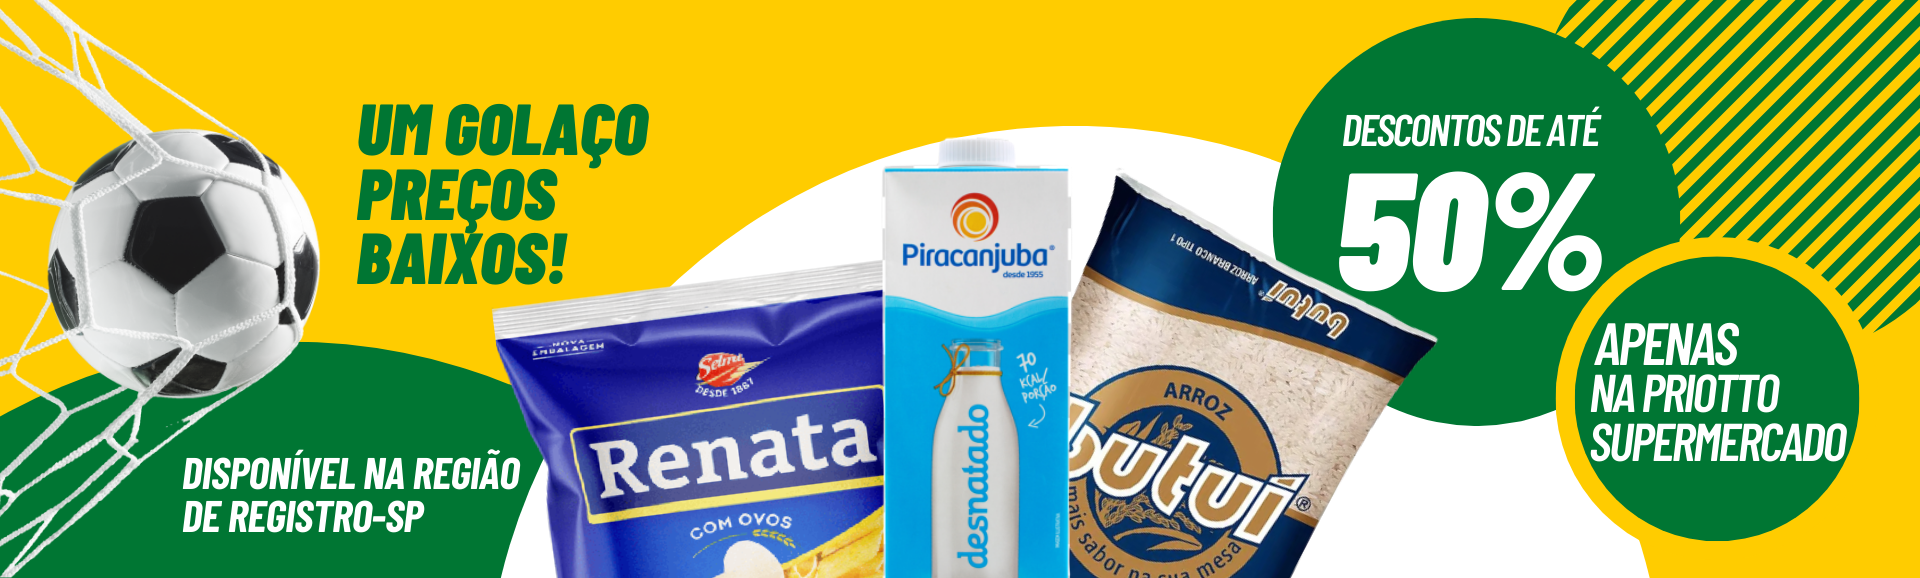 UM GOLAÇO
PREÇOS
BAIXOS!
DISPONÍVEL NA REGIÃO
DE REGISTRO-SP
NOVA
EMBALAGEM
Selmi
DESDE 1887
Renata
COM OVOS
Piracanjuba®
desde 1955
70
KCAL/
PORÇÃO
desnatado
ARROZ BRANCO TIPO 1
butuí®
ARROZ
butuí®
mais sabor na sua mesa
DESCONTOS DE ATÉ
50%
APENAS
NA PRIOTTO
SUPERMERCADO